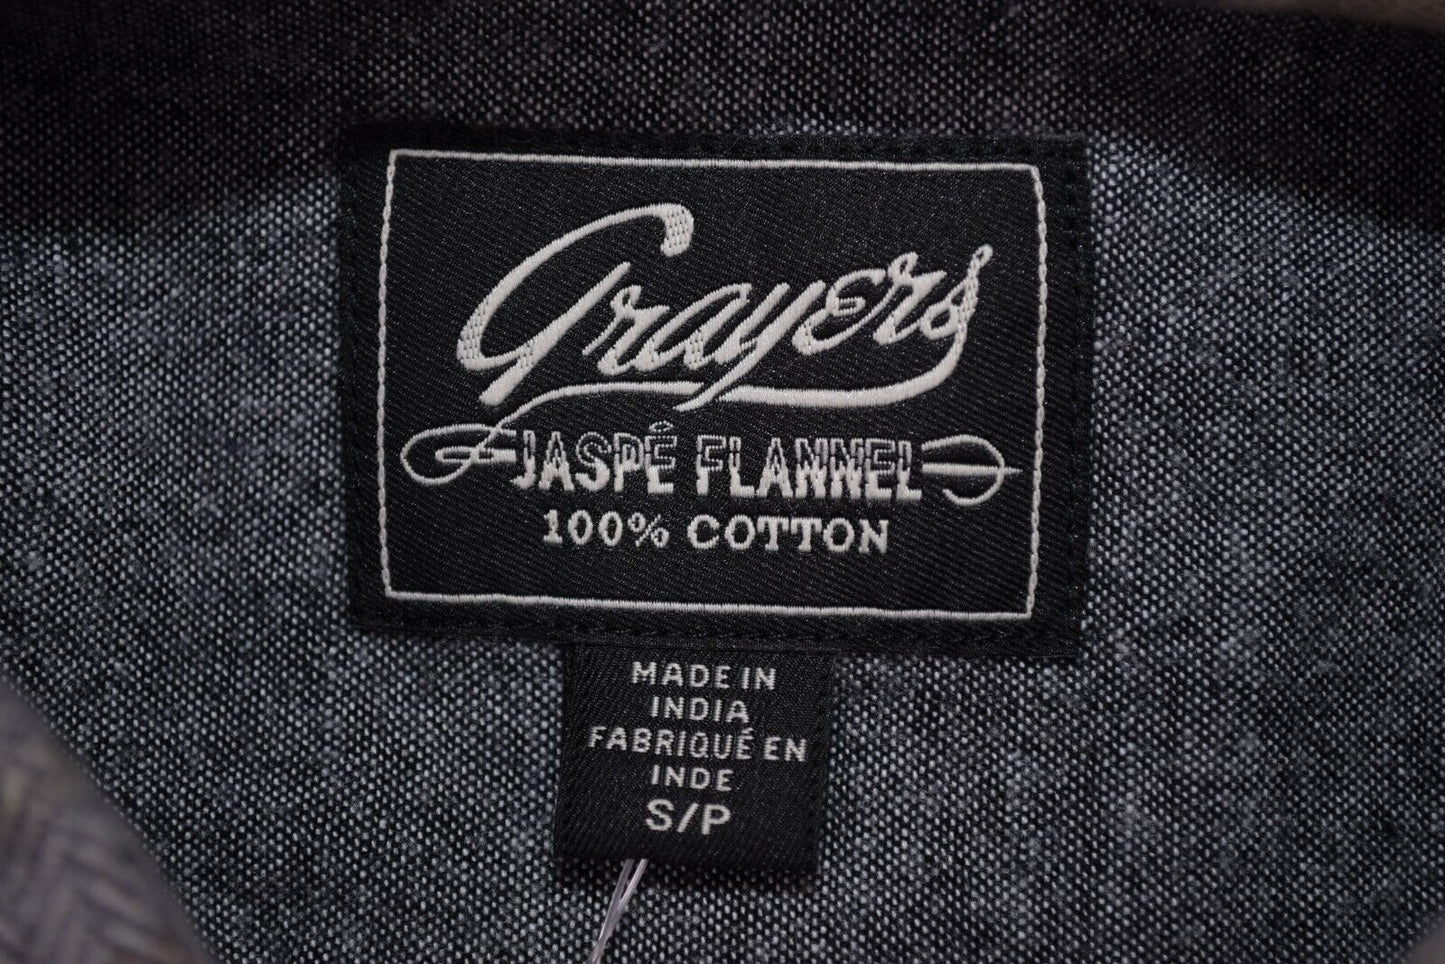 Grayers
JASPÉ FLANNEL
100% COTTON
MADE IN
INDIA
FABRIQUÉ EN
INDE
S/P